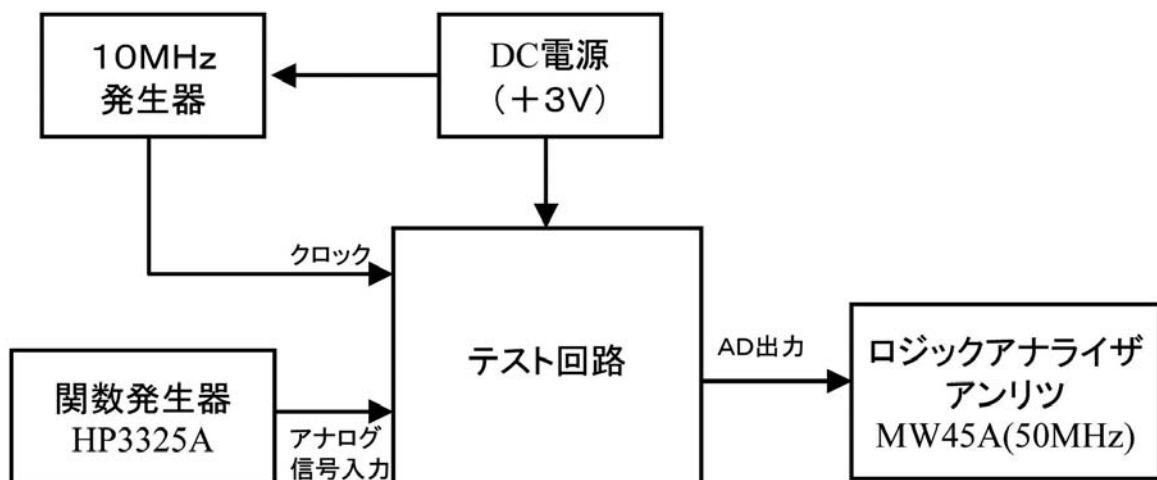 １０ＭＨｚ
発生器
DC電源
（＋３Ｖ）
クロック
テスト回路
関数発生器
HP3325A
アナログ
信号入力
ＡＤ出力
ロジックアナライザ
アンリツ
MW45A(50MHz)